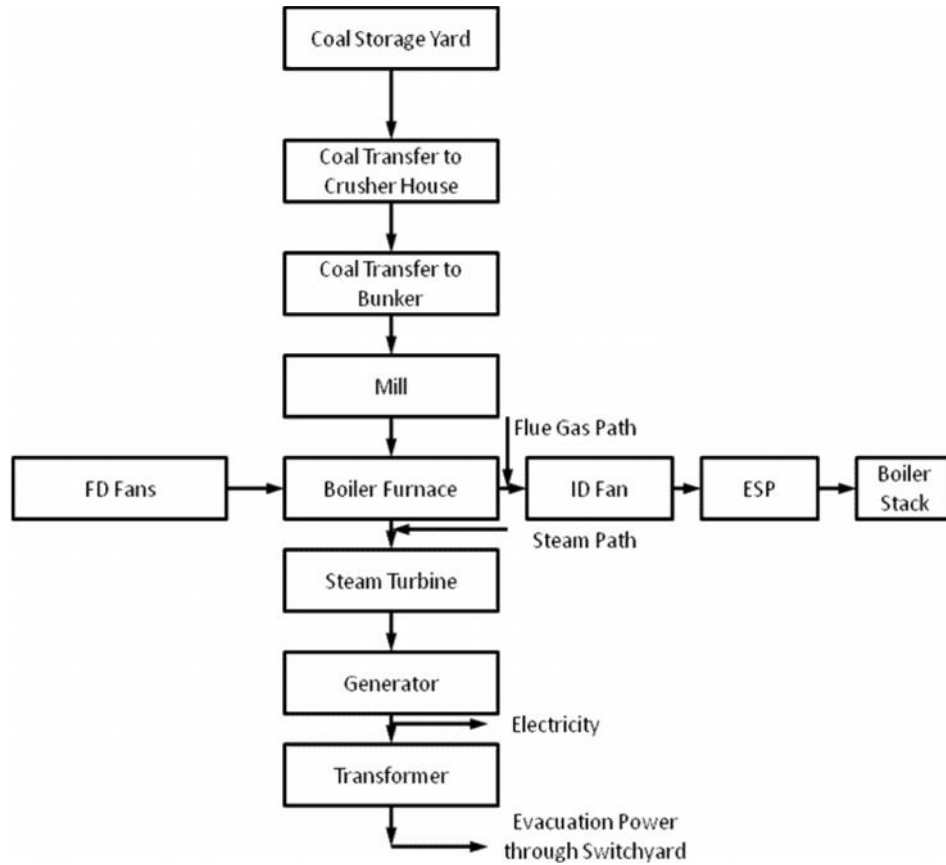 Coal Storage Yard
Coal Transfer to
Crusher House
Coal Transfer to
Bunker
Mill
Flue Gas Path
FD Fans
Boiler Furnace
ID Fan
ESP
Boiler
Stack
Steam Path
Steam Turbine
Generator
Electricity
Transformer
Evacuation Power
through Switchyard